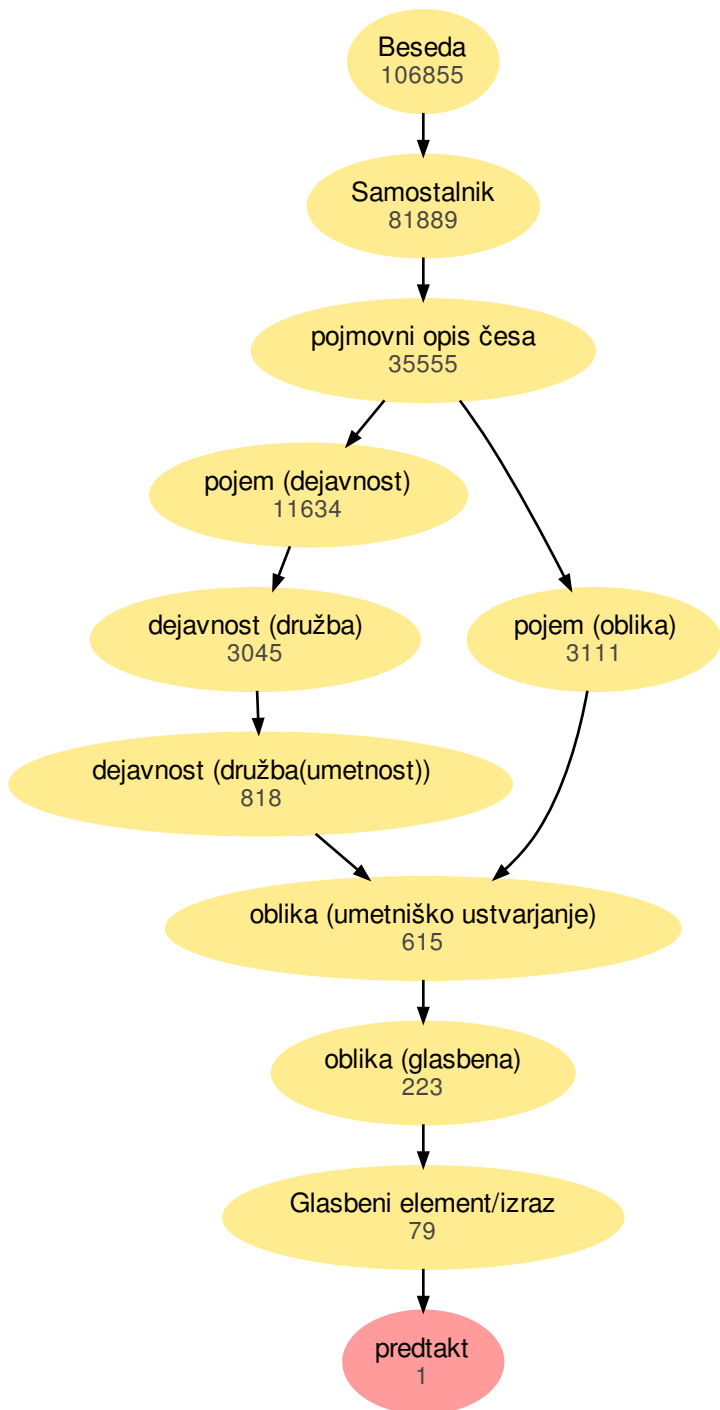 Beseda
106855
Samostalnik
81889
pojmovni opis česa
35555
pojem (dejavnost)
11634
dejavnost (družba)
3045
pojem (oblika)
3111
dejavnost (družba(umetnost))
818
oblika (umetniško ustvarjanje)
615
oblika (glasbena)
223
Glasbeni element/izraz
79
predtakt
1